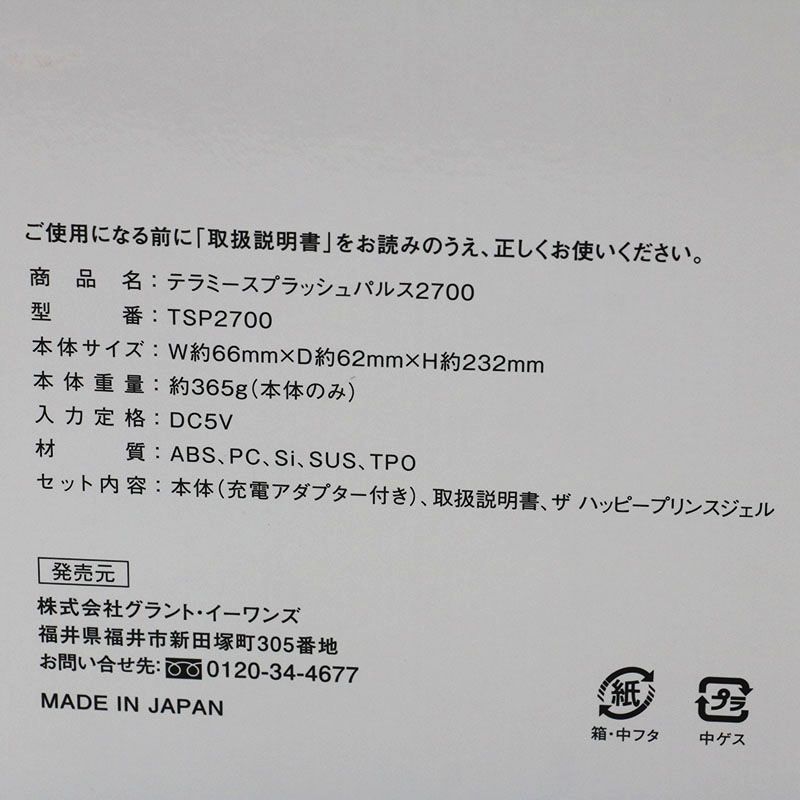 ご使用になる前に「取扱説明書」をお読みのうえ、正しくお使いください。
商品名：テラミースプラッシュパルス2700
型番：TSP2700
本体サイズ：W約66mm×D約62mm×H約232mm
本体重量：約365g（本体のみ）
入力定格：DC5V
材質：ABS、PC、Si、SUS、TPO
セット内容：本体（充電アダプター付き）、取扱説明書、ザ ハッピープリンスジェル
発売元
株式会社グラント・イーワンズ
福井県福井市新田塚町305番地
お問い合せ先：0120-34-4677
MADE IN JAPAN
紙
プラ
箱・中フタ
中ゲス